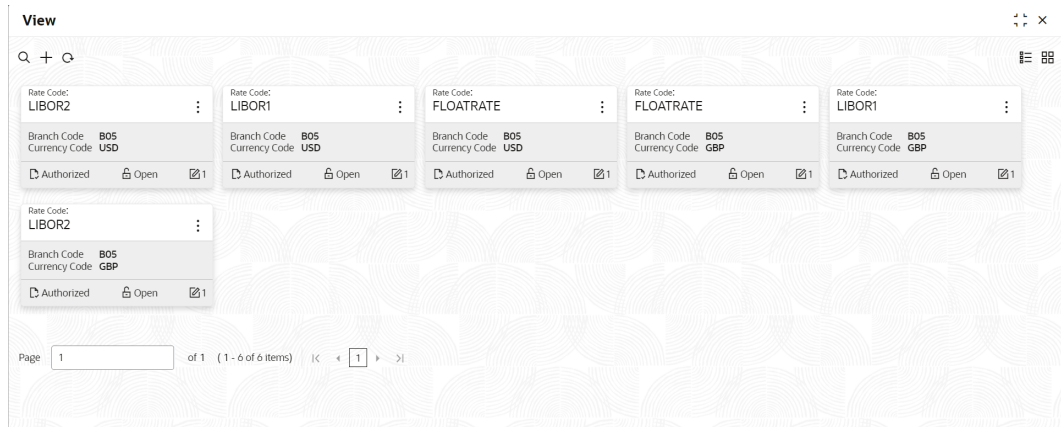 View
Rate Code:
LIBOR2
Branch Code B05
Currency Code USD
Authorized Open 1
Rate Code:
LIBOR1
Branch Code B05
Currency Code USD
Authorized Open 1
Rate Code:
FLOATRATE
Branch Code B05
Currency Code USD
Authorized Open 1
Rate Code:
FLOATRATE
Branch Code B05
Currency Code GBP
Authorized Open 1
Rate Code:
LIBOR1
Branch Code B05
Currency Code GBP
Authorized Open 1
Rate Code:
LIBOR2
Branch Code B05
Currency Code GBP
Authorized Open 1
Page 1 of 1 ( 1 - 6 of 6 items) 1